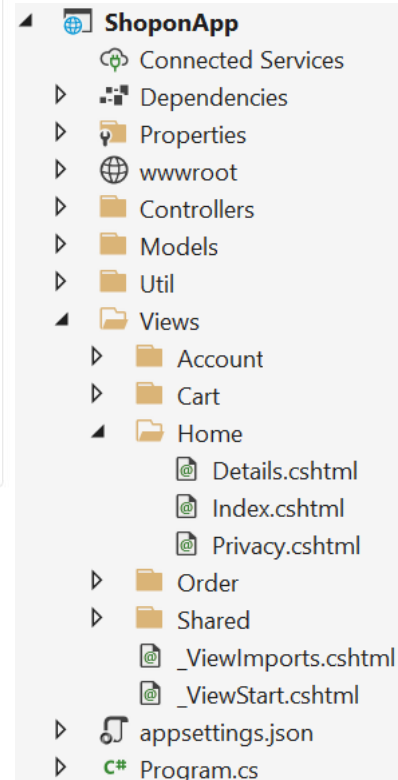 ShoponApp
Connected Services
Dependencies
Properties
wwwroot
Controllers
Models
Util
Views
Account
Cart
Home
Details.cshtml
Index.cshtml
Privacy.cshtml
Order
Shared
_ViewImports.cshtml
_ViewStart.cshtml
appsettings.json
C# Program.cs